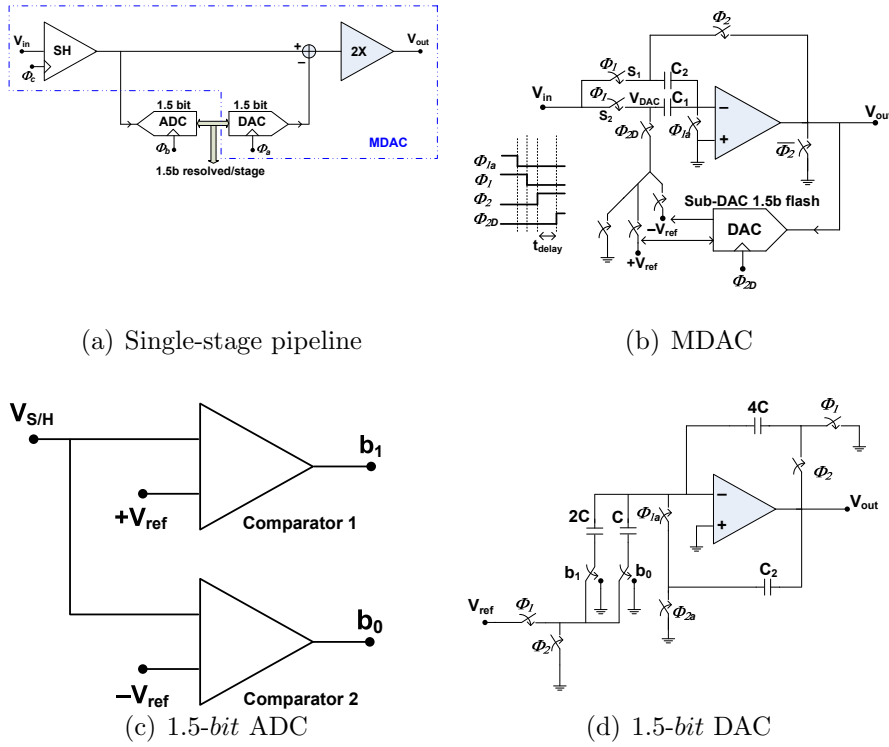 V_in
SH
Φ_c
+
−
2X
V_out
1.5 bit
ADC
Φ_b
1.5 bit
DAC
Φ_a
MDAC
1.5b resolved/stage
(a) Single-stage pipeline
Φ_2
Φ_1
S_1
C_2
V_in
Φ_1
S_2
V_DAC
C_1
Φ_2D
Φ_1a
−
+
V_out
Φ_2
Φ_1a
Φ_1
Φ_2
Φ_2D
t_delay
Sub-DAC 1.5b flash
−V_ref
DAC
+V_ref
Φ_2D
(b) MDAC
V_S/H
b_1
+V_ref
Comparator 1
b_0
−V_ref
Comparator 2
(c) 1.5-bit ADC
4C
Φ_1
Φ_2
2C
C
Φ_1a
−
+
V_out
b_1
b_0
C_2
V_ref
Φ_1
Φ_2
Φ_2a
(d) 1.5-bit DAC